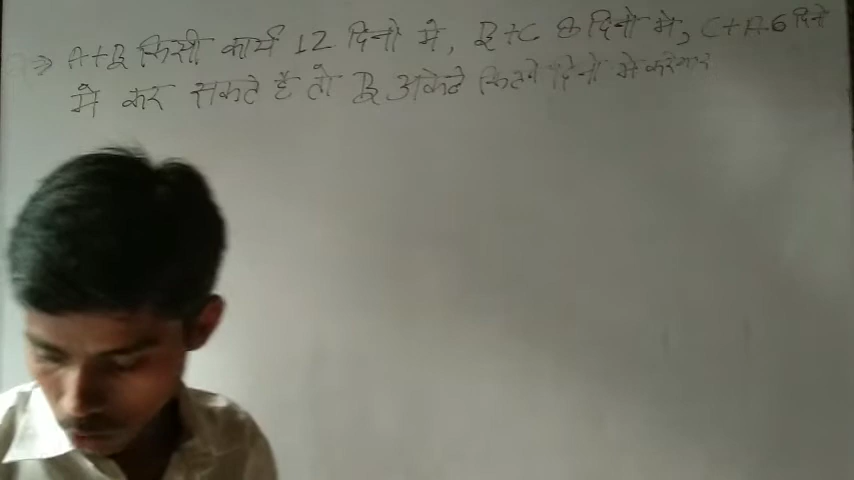 ⇒ A+B किसी कार्य 12 दिनो मे, B+C 8 दिनो मे, C+A 6 दिनो
मे कर सकते है तो B अकेले कितने दिनो मे करेगा